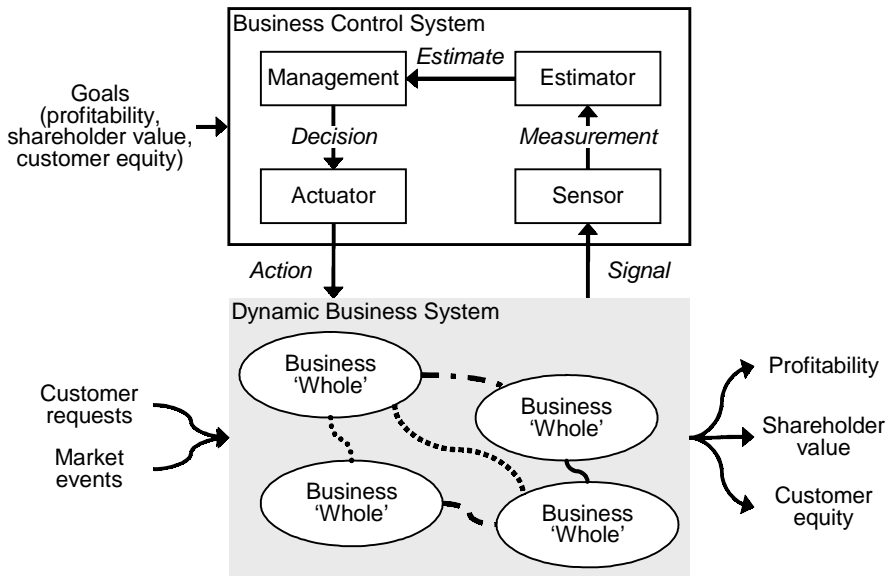 Business Control System
Estimate
Management
Estimator
Goals
(profitability,
shareholder value,
customer equity)
Decision
Measurement
Actuator
Sensor
Action
Signal
Dynamic Business System
Business
‘Whole’
Business
‘Whole’
Business
‘Whole’
Business
‘Whole’
Customer
requests
Market
events
Profitability
Shareholder
value
Customer
equity